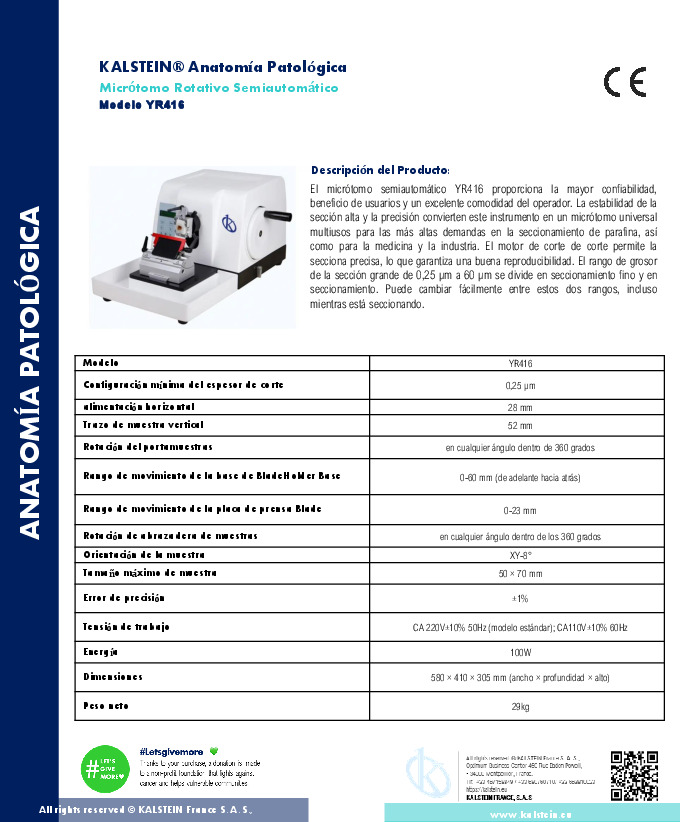 KALSTEIN® Anatomía Patológica
Micrótomo Rotativo Semiautomático
Modelo YR416
CE
ANATOMÍA PATOLÓGICA
Descripción del Producto:
El micrótomo semiautomático YR416 proporciona la mayor confiabilidad,
beneficio de usuarios y un excelente comodidad del operador. La estabilidad de la
sección alta y la precisión convierten este instrumento en un micrótomo universal
multiusos para las más altas demandas en la seccionamiento de parafina, así
como para la medicina y la industria. El motor de corte de corte permite la
secciona precisa, lo que garantiza una buena reproducibilidad. El rango de grosor
de la sección grande de 0,25 µm a 60 µm se divide en seccionamiento fino y en
seccionamiento. Puede cambiar fácilmente entre estos dos rangos, incluso
mientras está seccionando.
Modelo YR416
Configuración mínima del espesor de corte 0,25 µm
alimentación horizontal 28 mm
Trazo de muestra vertical 52 mm
Rotación del portamuestras en cualquier ángulo dentro de 360 grados
Rango de movimiento de la base de BladeHolder Base 0-60 mm (de adelante hacia atrás)
Rango de movimiento de la placa de prensa Blade 0-23 mm
Rotación de abrazadera de muestras en cualquier ángulo dentro de los 360 grados
Orientación de la muestra XY-8°
Tamaño máximo de muestra 50 × 70 mm
Error de precisión ±1%
Tensión de trabajo CA 220V±10% 50Hz (modelo estándar); CA110V±10% 60Hz
Energía 100W
Dimensiones 580 × 410 × 305 mm (ancho × profundidad × alto)
Peso neto 29kg
# LET'S
GIVE
MORE
#Letsgivemore
Thanks to your purchase, a donation is made
to a non-profit foundation that fights against
cancer and helps vulnerable communities
All rights reserved © KALSTEIN France S. A. S.,
https://kalstein.eu
KALSTEIN FRANCE, S.A.S
All rights reserved © KALSTEIN France S. A. S.,
www.kalstein.eu